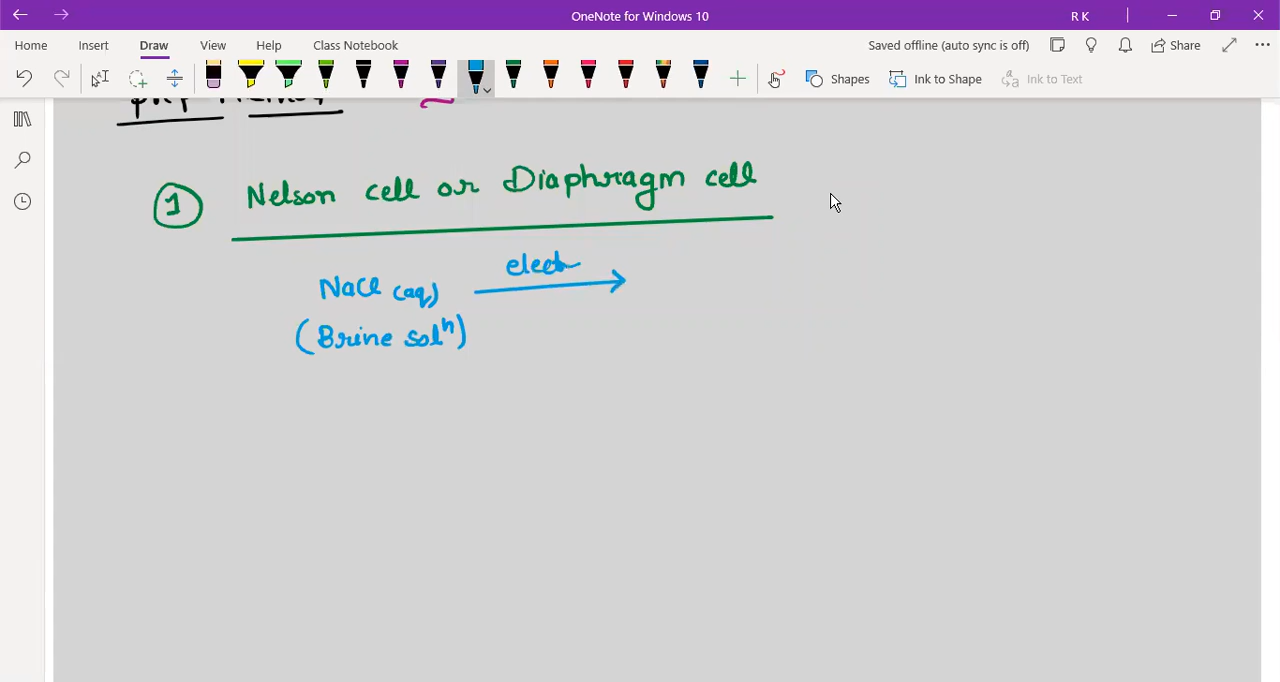 OneNote for Windows 10
R K
Home Insert Draw View Help Class Notebook
Saved offline (auto sync is off) Share
Shapes Ink to Shape Ink to Text
① Nelson cell or Diaphragm cell
NaCl (aq) elect
(Brine solⁿ)